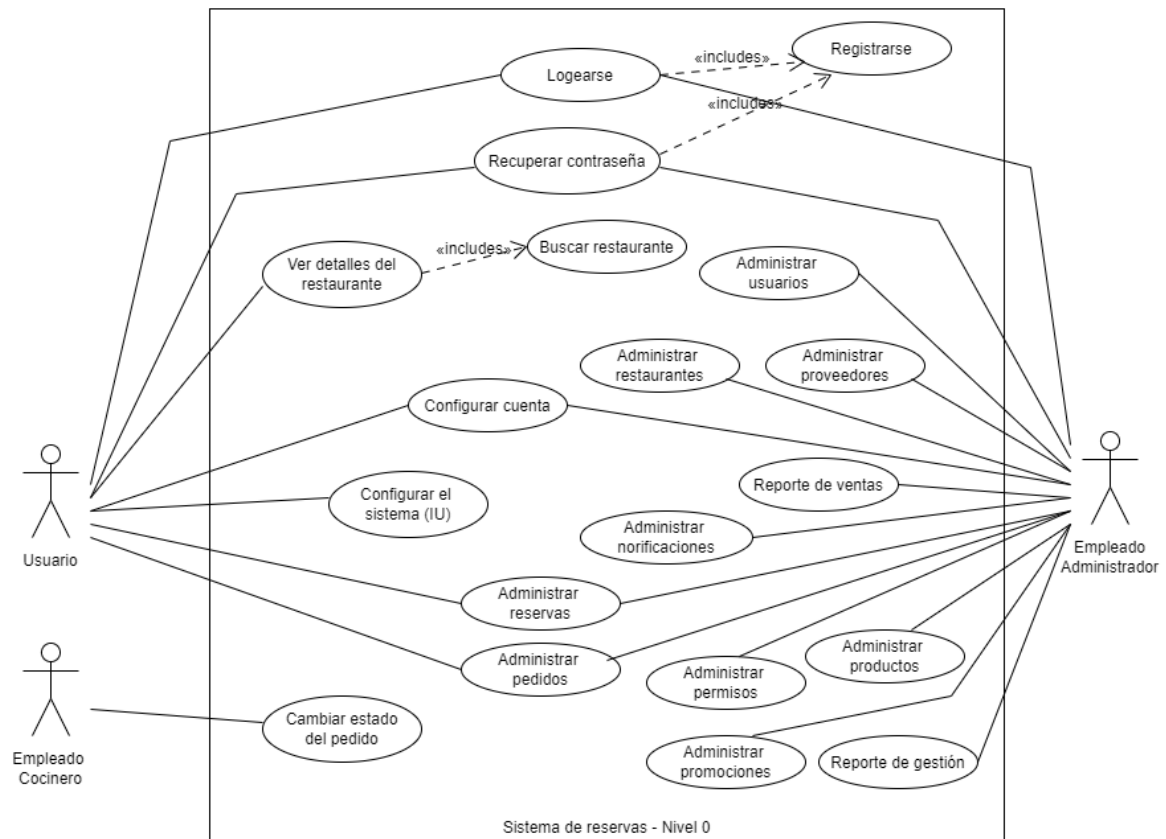 Registrarse
«includes»
Logearse
«includes»
Recuperar contraseña
Buscar restaurante
«includes»
Ver detalles del
restaurante
Administrar
usuarios
Administrar
restaurantes
Administrar
proveedores
Configurar cuenta
Reporte de ventas
Configurar el
sistema (IU)
Administrar
norificaciones
Usuario
Empleado
Administrador
Administrar
reservas
Administrar
pedidos
Administrar
productos
Administrar
permisos
Cambiar estado
del pedido
Empleado
Cocinero
Administrar
promociones
Reporte de gestión
Sistema de reservas - Nivel 0